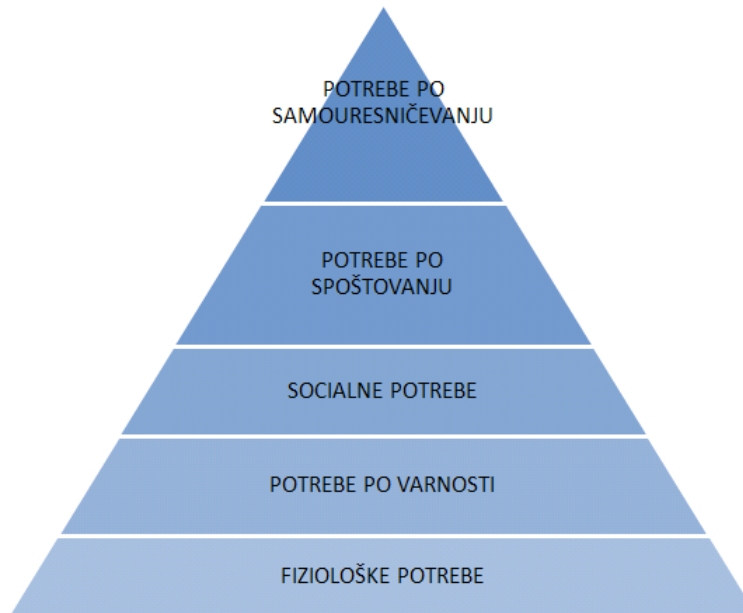 POTREBE PO
SAMOURESNIČEVANJU
POTREBE PO
SPOŠTOVANJU
SOCIALNE POTREBE
POTREBE PO VARNOSTI
FIZIOLOŠKE POTREBE